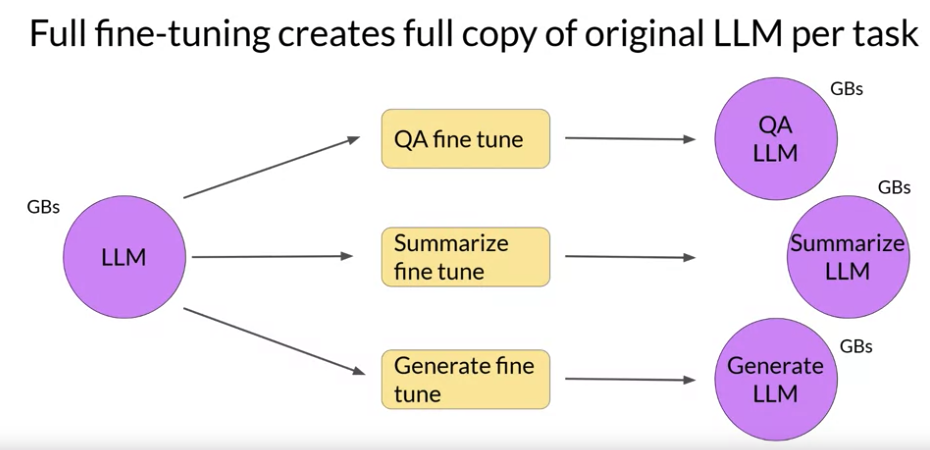 Full fine-tuning creates full copy of original LLM per task
GBs
LLM
QA fine tune
Summarize
fine tune
Generate fine
tune
GBs
QA
LLM
GBs
Summarize
LLM
GBs
Generate
LLM